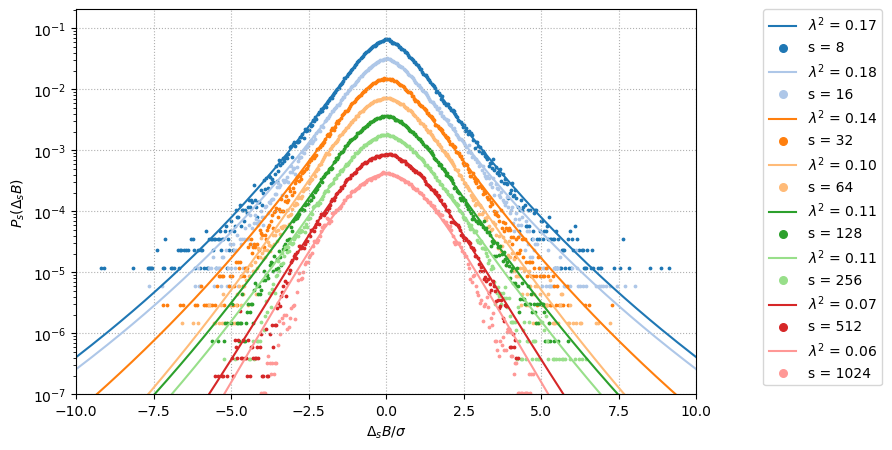 10⁻¹
10⁻²
10⁻³
10⁻⁴
10⁻⁵
10⁻⁶
10⁻⁷
P_s(Δ_sB)
−10.0 −7.5 −5.0 −2.5 0.0 2.5 5.0 7.5 10.0
Δ_sB/σ
λ² = 0.17
s = 8
λ² = 0.18
s = 16
λ² = 0.14
s = 32
λ² = 0.10
s = 64
λ² = 0.11
s = 128
λ² = 0.11
s = 256
λ² = 0.07
s = 512
λ² = 0.06
s = 1024